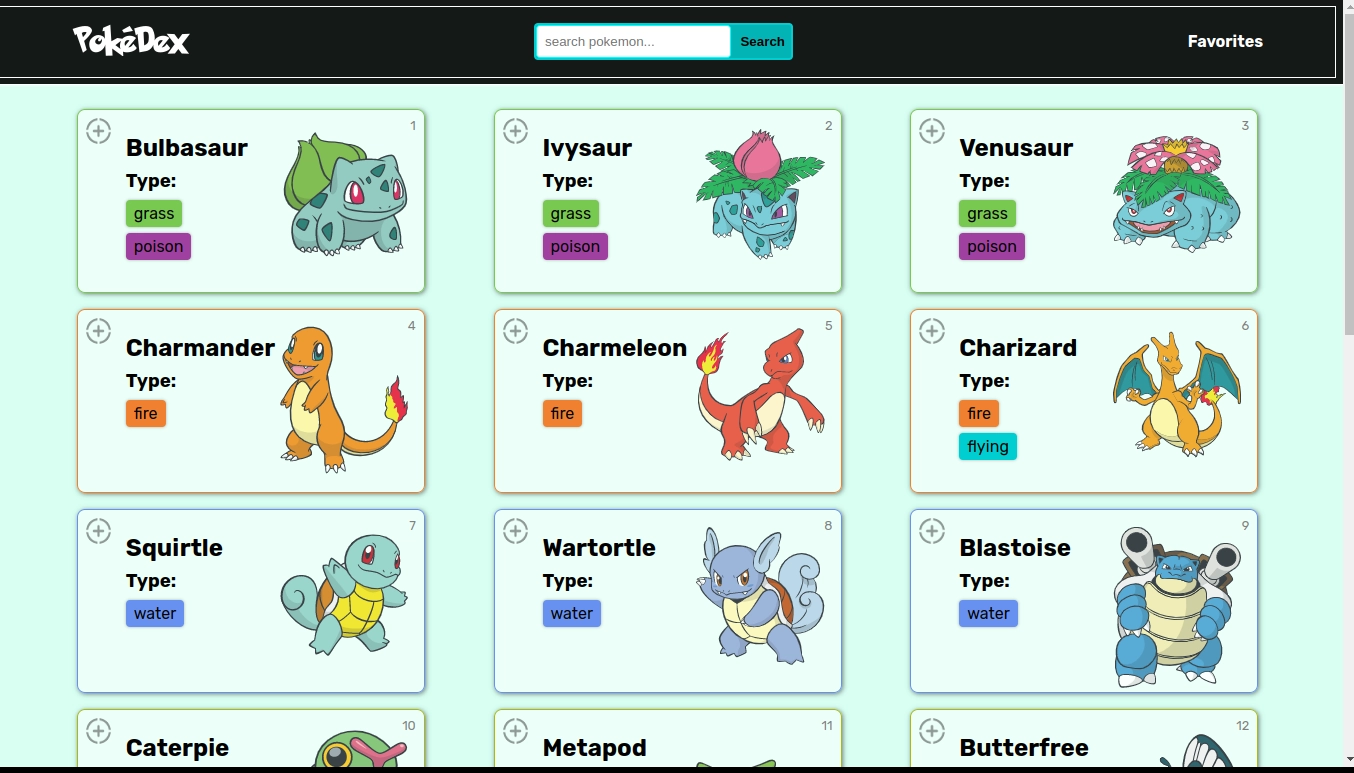 PokéDex
search pokemon...
Search
Favorites
1
Bulbasaur
Type:
grass
poison
2
Ivysaur
Type:
grass
poison
3
Venusaur
Type:
grass
poison
4
Charmander
Type:
fire
5
Charmeleon
Type:
fire
6
Charizard
Type:
fire
flying
7
Squirtle
Type:
water
8
Wartortle
Type:
water
9
Blastoise
Type:
water
10
Caterpie
11
Metapod
12
Butterfree